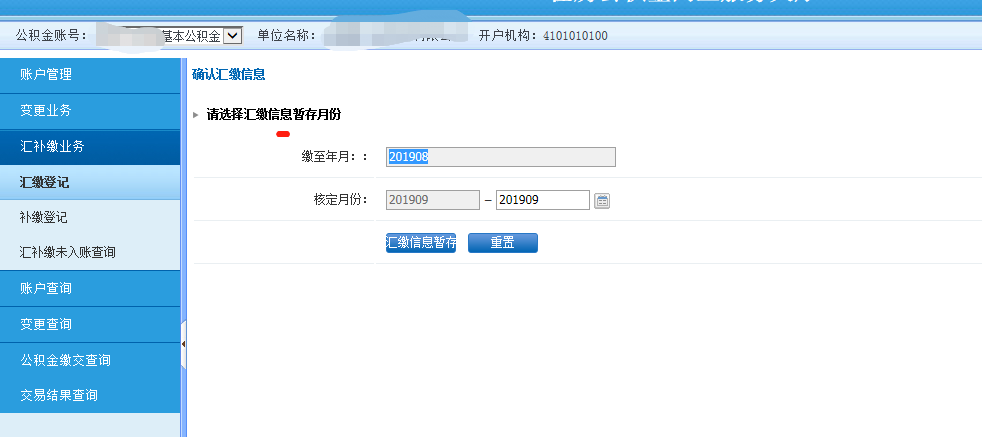 公积金账号： 基本公积金 单位名称： 开户机构：4101010100
账户管理
变更业务
汇补缴业务
汇缴登记
补缴登记
汇补缴未入账查询
账户查询
变更查询
公积金缴交查询
交易结果查询
确认汇缴信息
请选择汇缴信息暂存月份
缴至年月：： 201908
核定月份： 201909 – 201909
汇缴信息暂存 重置